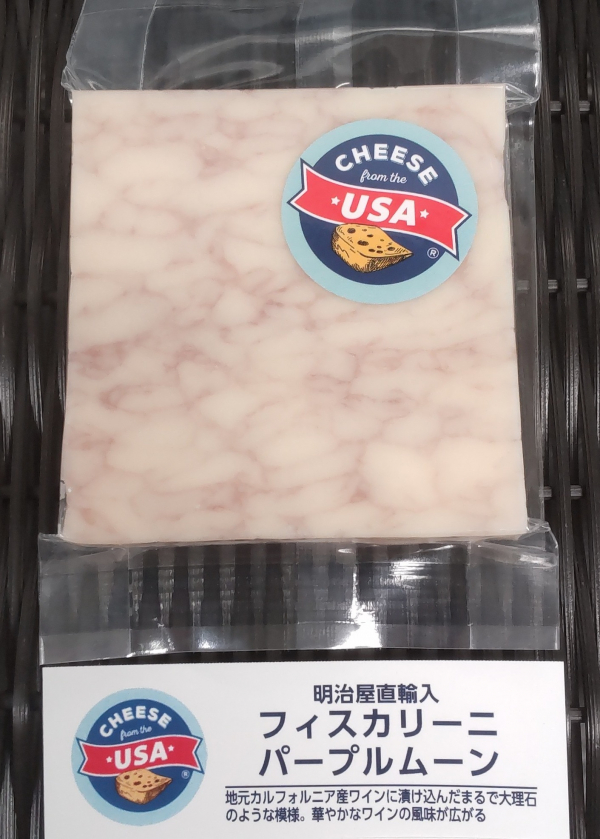 CHEESE
from the
USA
®
明治屋直輸入
フィスカリーニ
パープルムーン
CHEESE
from the
USA
®
地元カルフォルニア産ワインに漬け込んだまるで大理石
のような模様。華やかなワインの風味が広がる